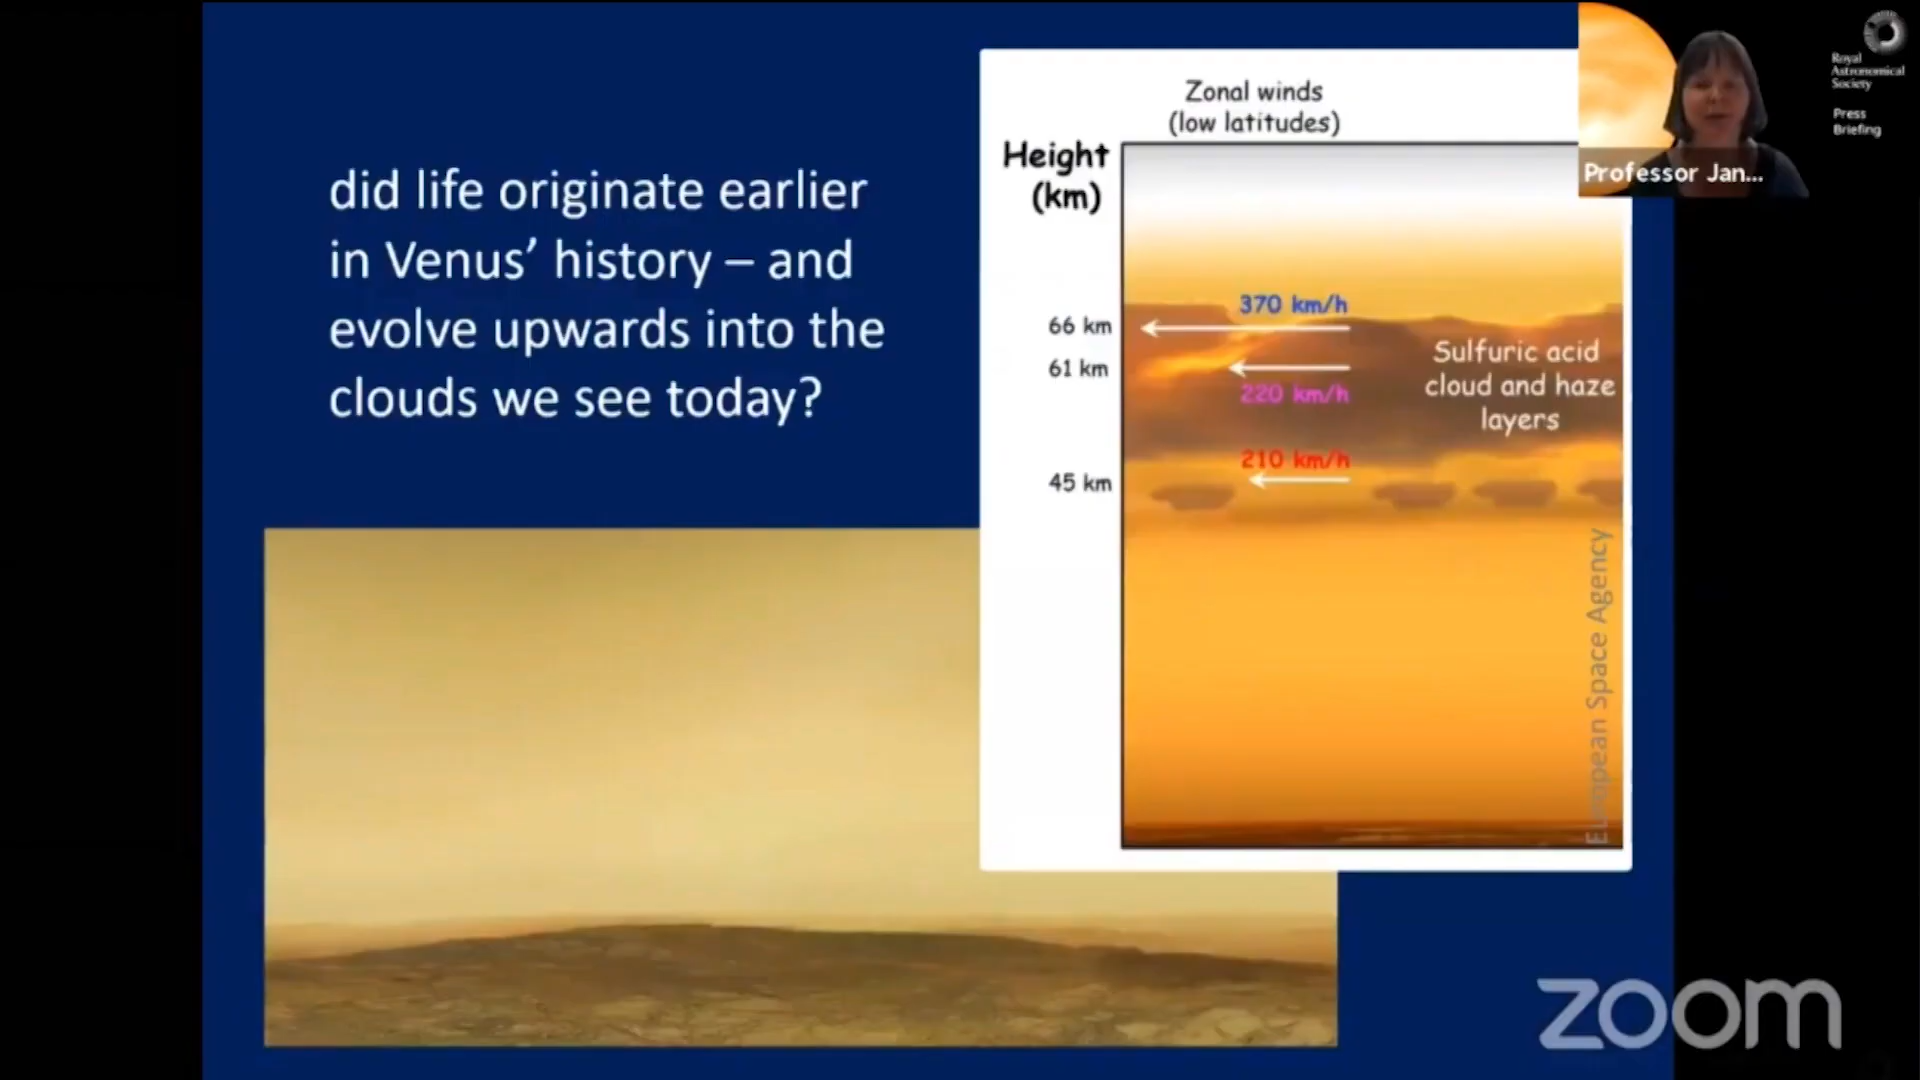 did life originate earlier
in Venus’ history – and
evolve upwards into the
clouds we see today?
Zonal winds
(low latitudes)
Height
(km)
66 km
61 km
45 km
370 km/h
220 km/h
210 km/h
Sulfuric acid
cloud and haze
layers
European Space Agency
Professor Jan...
Royal
Astronomical
Society
Press
Briefing
zoom